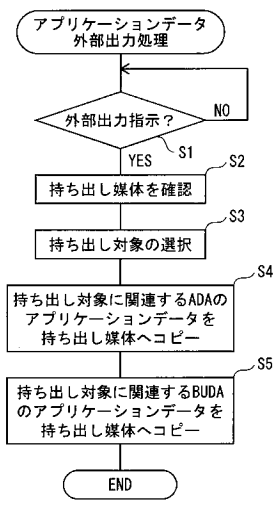 アプリケーションデータ
外部出力処理
外部出力指示?
NO
S1
YES
S2
持ち出し媒体を確認
S3
持ち出し対象の選択
S4
持ち出し対象に関連するADAの
アプリケーションデータを
持ち出し媒体へコピー
S5
持ち出し対象に関連するBUDA
のアプリケーションデータを
持ち出し媒体へコピー
END